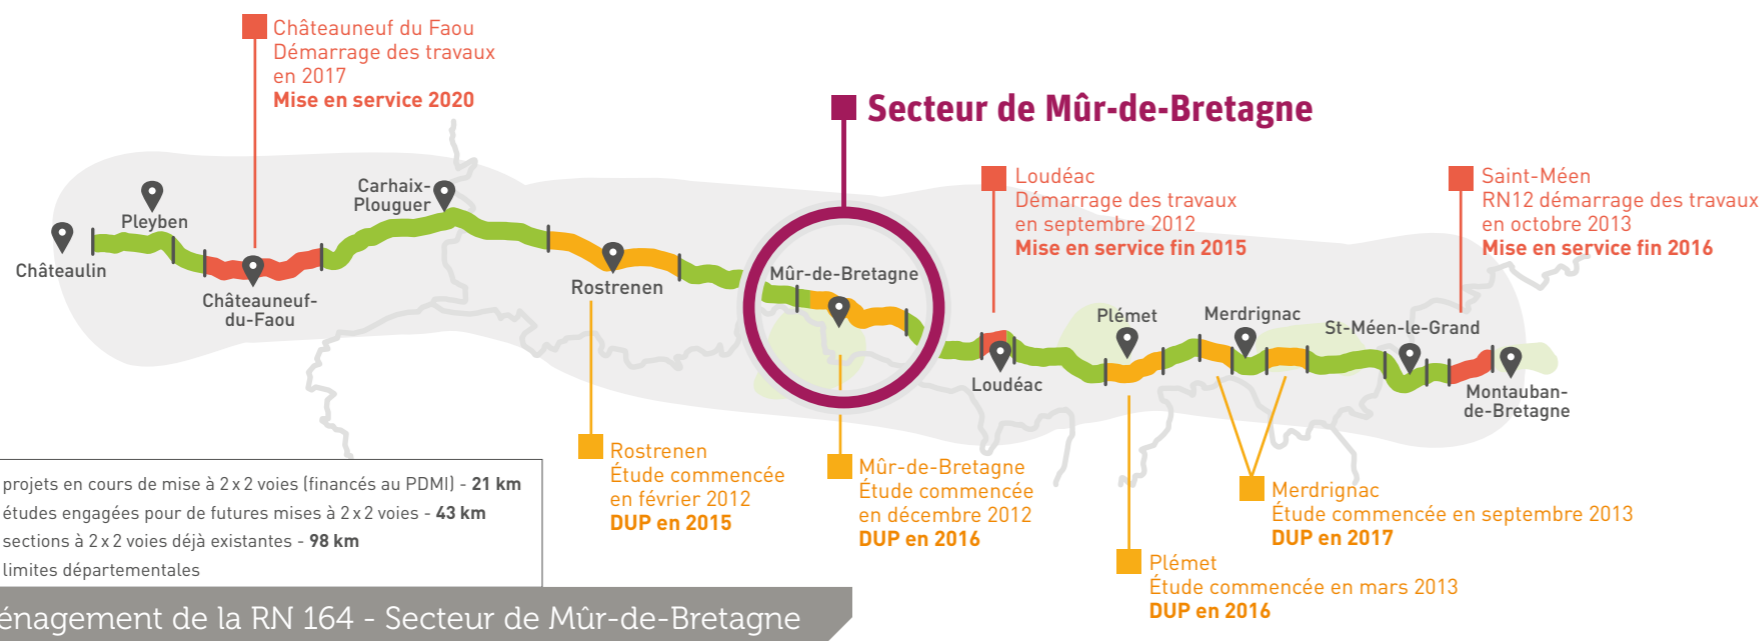 Châteauneuf du Faou
Démarrage des travaux
en 2017
Mise en service 2020
Secteur de Mûr-de-Bretagne
Loudéac
Démarrage des travaux
en septembre 2012
Mise en service fin 2015
Saint-Méen
RN12 démarrage des travaux
en octobre 2013
Mise en service fin 2016
Châteaulin
Pleyben
Châteauneuf-
du-Faou
Carhaix-
Plouguer
Rostrenen
Mûr-de-Bretagne
Loudéac
Plémet
Merdrignac
St-Méen-le-Grand
Montauban-
de-Bretagne
Rostrenen
Étude commencée
en février 2012
DUP en 2015
Mûr-de-Bretagne
Étude commencée
en décembre 2012
DUP en 2016
Plémet
Étude commencée en mars 2013
DUP en 2016
Merdrignac
Étude commencée en septembre 2013
DUP en 2017
projets en cours de mise à 2 x 2 voies (financés au PDMI) - 21 km
études engagées pour de futures mises à 2 x 2 voies - 43 km
sections à 2 x 2 voies déjà existantes - 98 km
limites départementales
énagement de la RN 164 - Secteur de Mûr-de-Bretagne